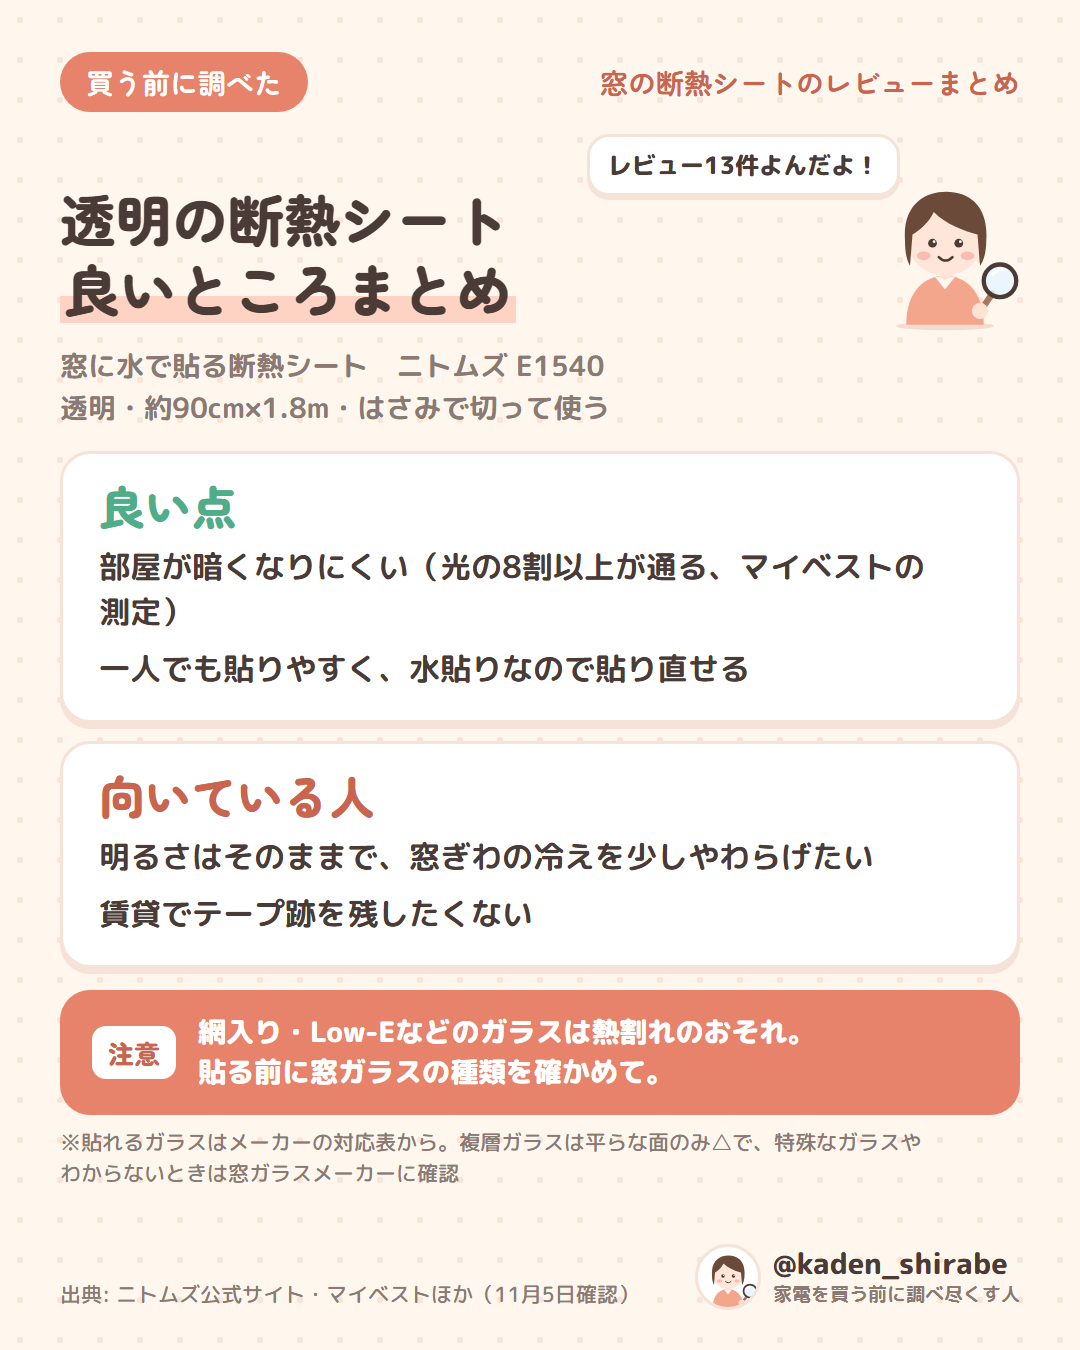 買う前に調べた
窓の断熱シートのレビューまとめ
レビュー13件よんだよ！
透明の断熱シート
良いところまとめ
窓に水で貼る断熱シート　ニトムズ E1540
透明・約90cm×1.8m・はさみで切って使う
良い点
部屋が暗くなりにくい（光の8割以上が通る、マイベストの
測定）
一人でも貼りやすく、水貼りなので貼り直せる
向いている人
明るさはそのままで、窓ぎわの冷えを少しやわらげたい
賃貸でテープ跡を残したくない
注意
網入り・Low-Eなどのガラスは熱割れのおそれ。
貼る前に窓ガラスの種類を確かめて。
※貼れるガラスはメーカーの対応表から。複層ガラスは平らな面のみ△で、特殊なガラスや
わからないときは窓ガラスメーカーに確認
出典: ニトムズ公式サイト・マイベストほか（11月5日確認）
@kaden_shirabe
家電を買う前に調べ尽くす人